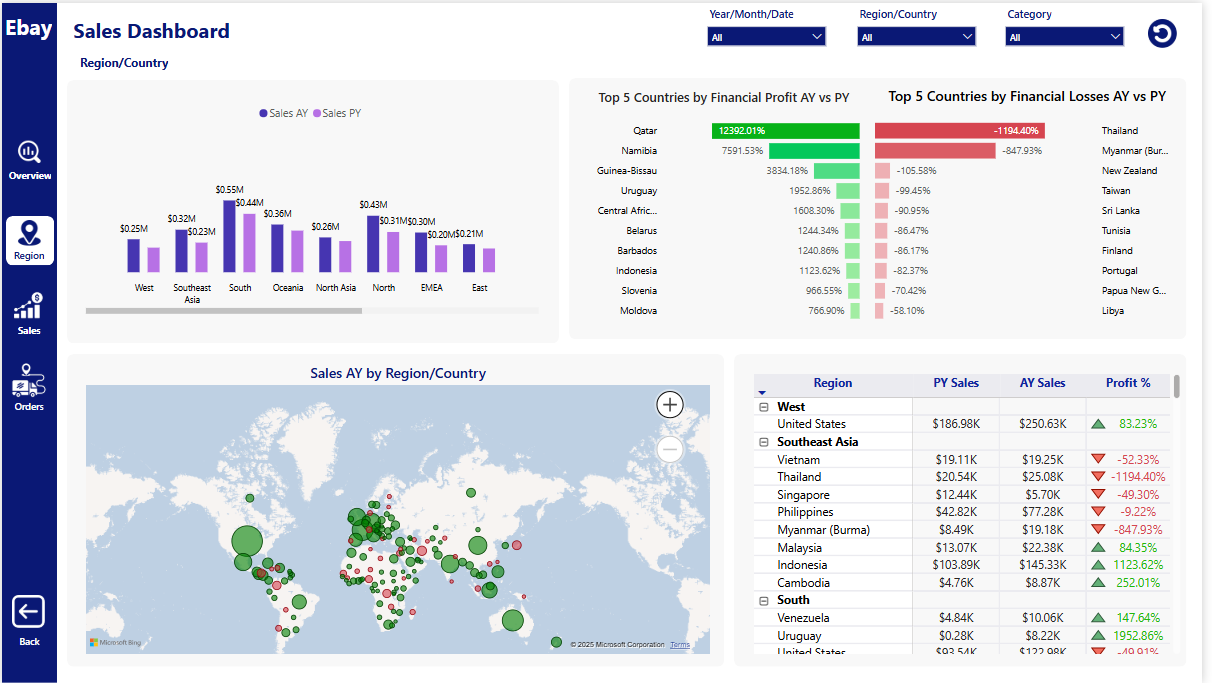 Ebay
Sales Dashboard
Year/Month/Date
Region/Country
Category
All
All
All
Region/Country
Overview
Region
Sales
Orders
Back
Sales AY Sales PY
$0.25M
$0.32M
$0.23M
$0.55M
$0.44M
$0.36M
$0.26M
$0.43M
$0.31M
$0.30M
$0.20M
$0.21M
West
Southeast Asia
South
Oceania
North Asia
North
EMEA
East
Top 5 Countries by Financial Profit AY vs PY
Qatar 12392.01%
Namibia 7591.53%
Guinea-Bissau 3834.18%
Uruguay 1952.86%
Central Afric... 1608.30%
Belarus 1244.34%
Barbados 1240.86%
Indonesia 1123.62%
Slovenia 966.55%
Moldova 766.90%
Top 5 Countries by Financial Losses AY vs PY
-1194.40% Thailand
-847.93% Myanmar (Bur...
-105.58% New Zealand
-99.45% Taiwan
-90.95% Sri Lanka
-86.47% Tunisia
-86.17% Finland
-82.37% Portugal
-70.42% Papua New G...
-58.10% Libya
Sales AY by Region/Country
Microsoft Bing
© 2025 Microsoft Corporation Terms
Region PY Sales AY Sales Profit %
West
United States $186.98K $250.63K 83.23%
Southeast Asia
Vietnam $19.11K $19.25K -52.33%
Thailand $20.54K $25.08K -1194.40%
Singapore $12.44K $5.70K -49.30%
Philippines $42.82K $77.28K -9.22%
Myanmar (Burma) $8.49K $19.18K -847.93%
Malaysia $13.07K $22.38K 84.35%
Indonesia $103.89K $145.33K 1123.62%
Cambodia $4.76K $8.87K 252.01%
South
Venezuela $4.84K $10.06K 147.64%
Uruguay $0.28K $8.22K 1952.86%
United States $93.54K $122.98K -49.91%